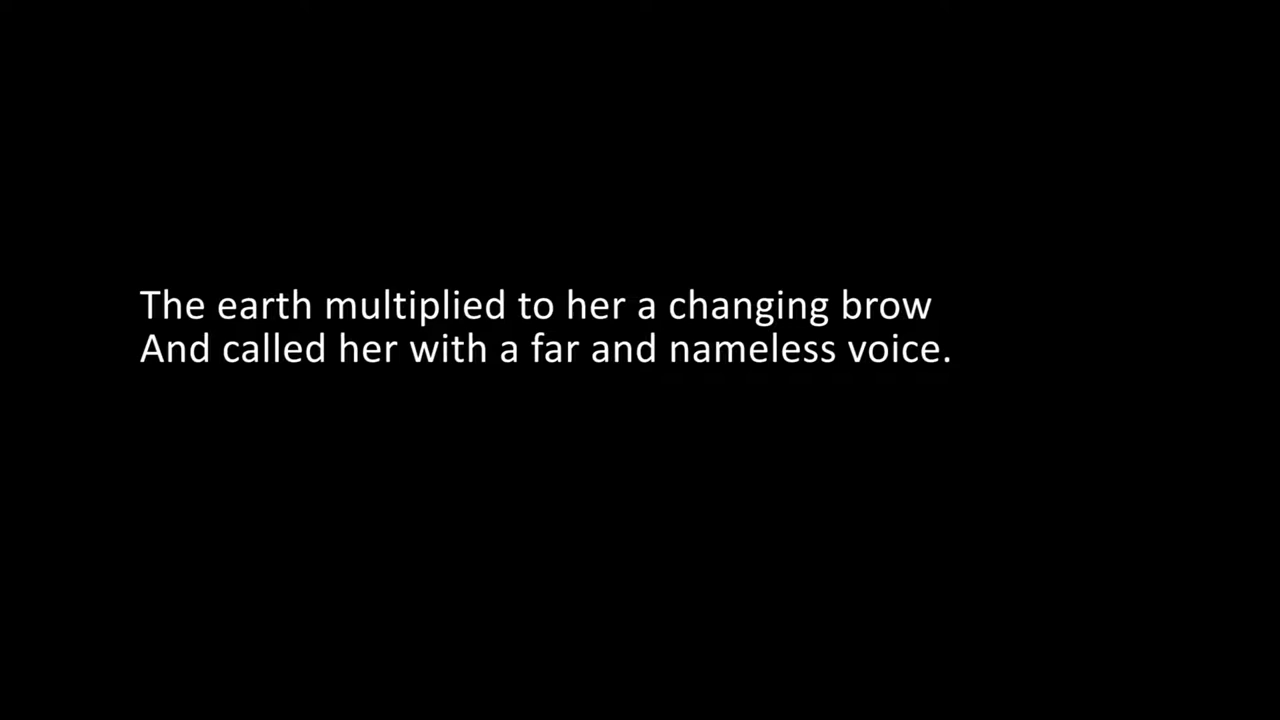 The earth multiplied to her a changing brow
And called her with a far and nameless voice.